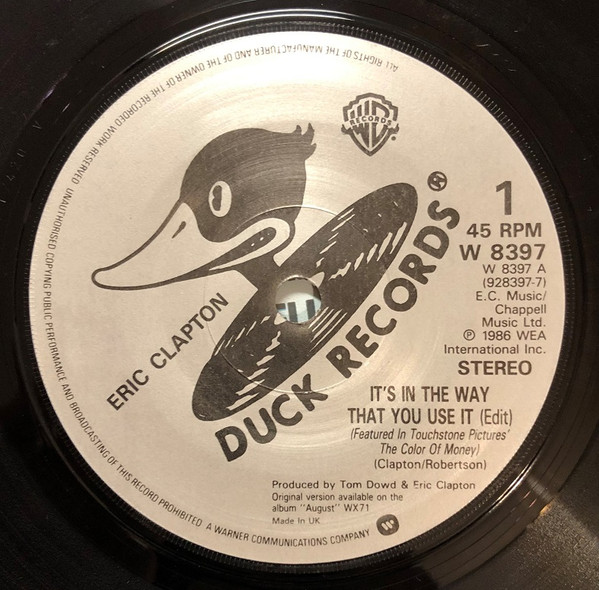 ALL RIGHTS OF THE MANUFACTURER AND OF THE OWNER OF THE RECORDED WORK RESERVED UNAUTHORISED COPYING PUBLIC PERFORMANCE AND BROADCASTING OF THIS RECORD PROHIBITED A WARNER COMMUNICATIONS COMPANY
WB
RECORDS
®
1
45 RPM
W 8397
W 8397 A
(928397-7)
E.C. Music/
Chappell
Music Ltd.
℗ 1986 WEA
International Inc.
STEREO
ERIC CLAPTON
DUCK RECORDS®
IT'S IN THE WAY
THAT YOU USE IT (Edit)
(Featured In Touchstone Pictures'
The Color Of Money)
(Clapton/Robertson)
Produced by Tom Dowd & Eric Clapton
Original version available on the
album "August" WX71
Made in UK